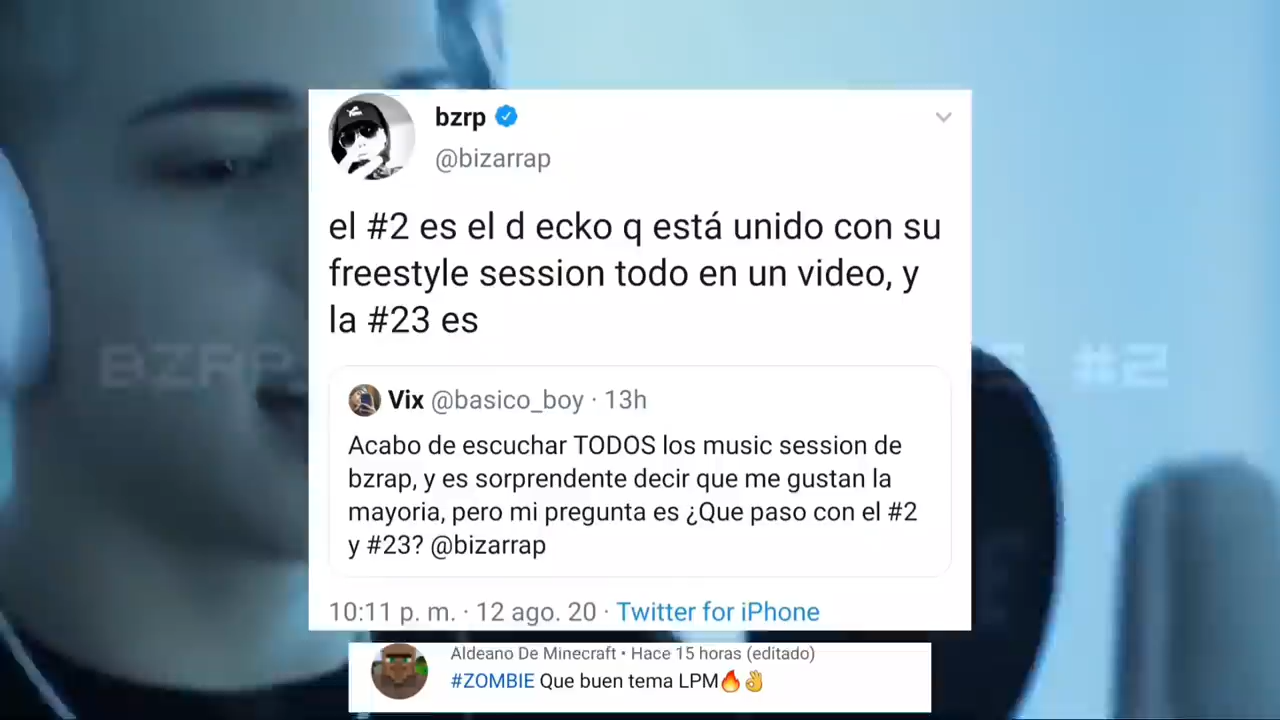 bzrp
@bizarrap
el #2 es el d ecko q está unido con su
freestyle session todo en un video, y
la #23 es
BZRP
#2
Vix @basico_boy · 13h
Acabo de escuchar TODOS los music session de
bzrap, y es sorprendente decir que me gustan la
mayoria, pero mi pregunta es ¿Que paso con el #2
y #23? @bizarrap
10:11 p. m. · 12 ago. 20 · Twitter for iPhone
Aldeano De Minecraft • Hace 15 horas (editado)
#ZOMBIE Que buen tema LPM🔥👌